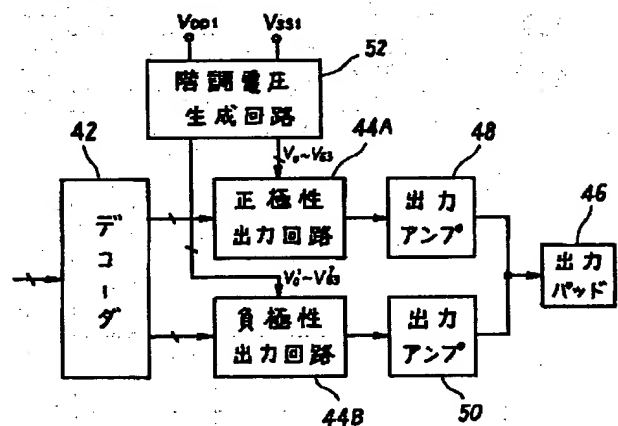 VDD1 VSS1
52
階調電圧
生成回路
42
44A
48
V0~V63
デコーダ
正極性
出力回路
出力
アンプ
46
出力
パッド
V0'~V63'
負極性
出力回路
出力
アンプ
44B
50